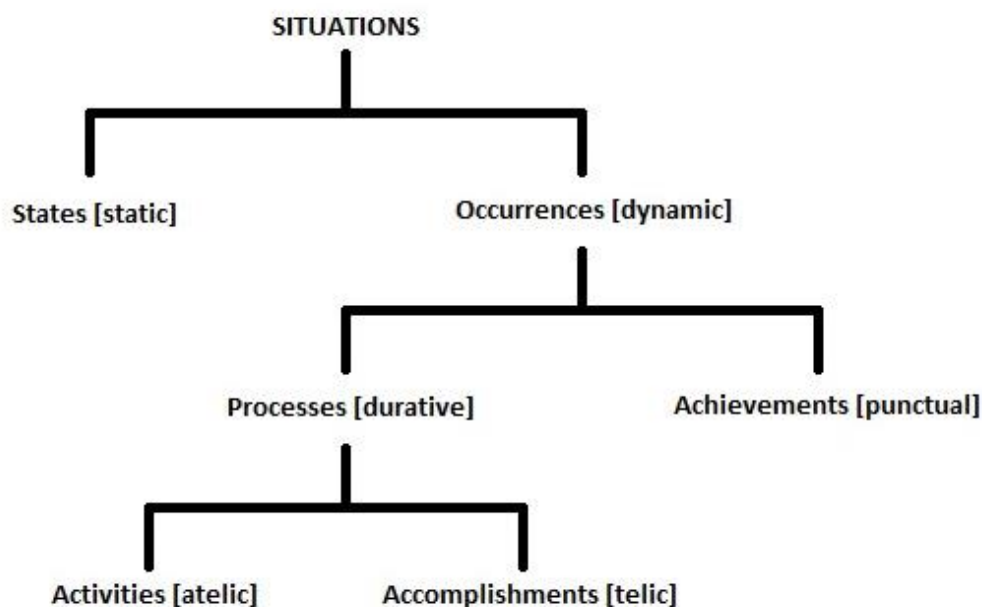 SITUATIONS
States [static]
Occurrences [dynamic]
Processes [durative]
Achievements [punctual]
Activities [atelic]
Accomplishments [telic]